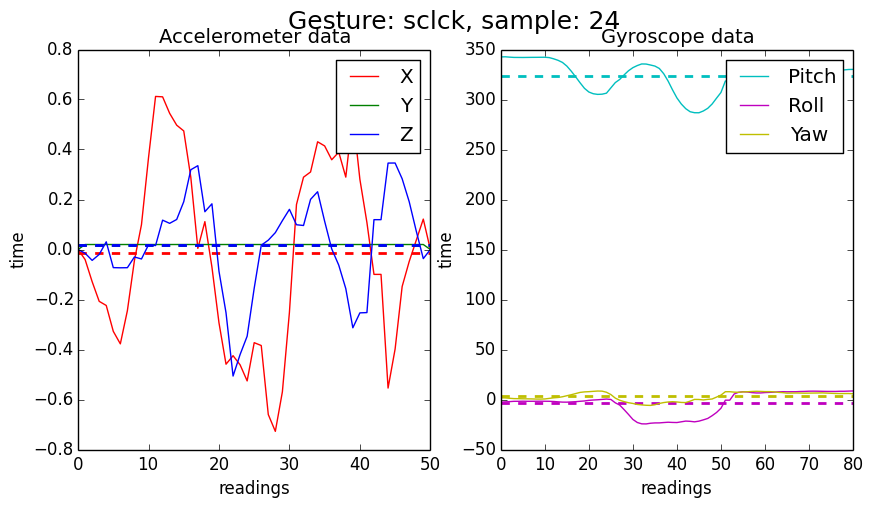 Gesture: sclck, sample: 24
Accelerometer data
0.8
0.6
0.4
0.2
0.0
−0.2
−0.4
−0.6
−0.8
time
0
10
20
30
40
50
readings
X
Y
Z
Gyroscope data
350
300
250
200
150
100
50
0
−50
time
0
10
20
30
40
50
60
70
80
readings
Pitch
Roll
Yaw